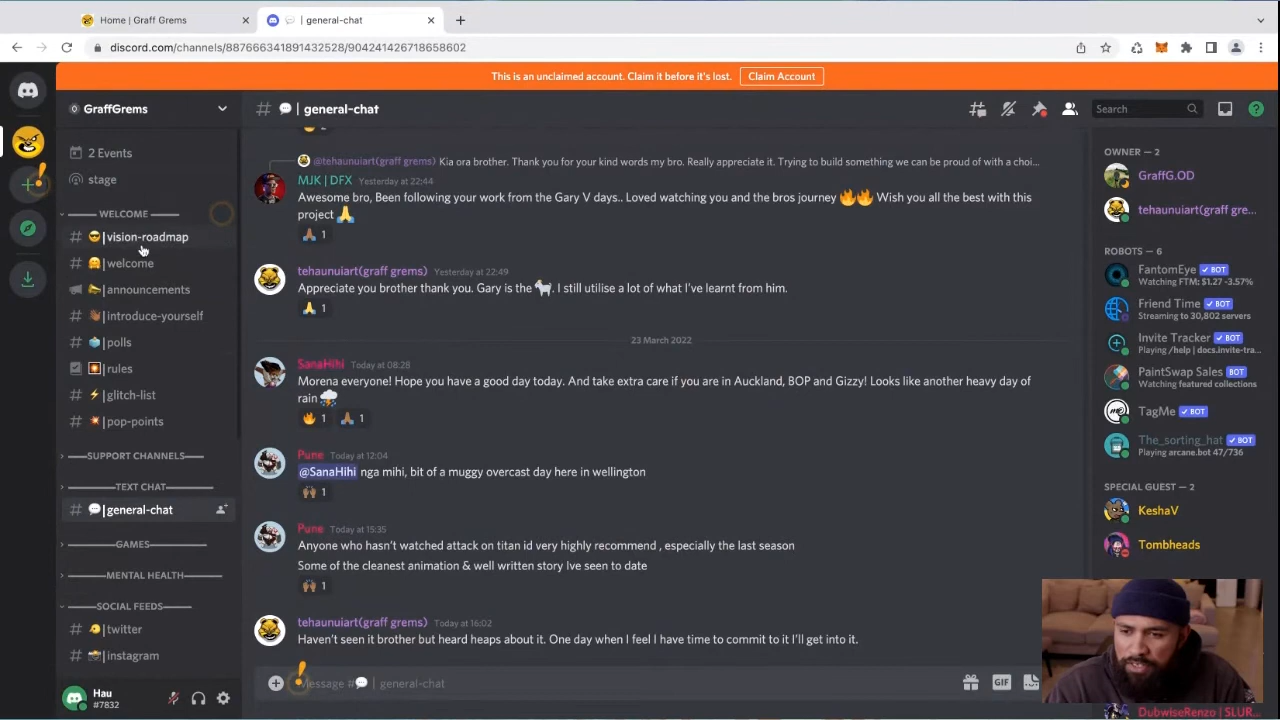 Home | Graff Grems
| general-chat
discord.com/channels/887666341891432528/904241426718658602
This is an unclaimed account. Claim it before it's lost.
Claim Account
GraffGrems
2 Events
stage
WELCOME
|vision-roadmap
|welcome
|announcements
|introduce-yourself
|polls
|rules
|glitch-list
|pop-points
SUPPORT CHANNELS
TEXT CHAT
|general-chat
GAMES
MENTAL HEALTH
SOCIAL FEEDS
|twitter
|instagram
Hau
#7832
| general-chat
Search
2
@tehaunuiart(graff grems) Kia ora brother. Thank you for your kind words my bro. Really appreciate it. Trying to build something we can be proud of with a choi...
MJK | DFX Yesterday at 22:44
Awesome bro, Been following your work from the Gary V days.. Loved watching you and the bros journey 🔥🔥 Wish you all the best with this
project 🙏
1
tehaunuiart(graff grems) Yesterday at 22:49
Appreciate you brother thank you. Gary is the 🐐. I still utilise a lot of what I've learnt from him.
1
23 March 2022
SanaHihi Today at 08:28
Morena everyone! Hope you have a good day today. And take extra care if you are in Auckland, BOP and Gizzy! Looks like another heavy day of
rain ⛈️
1 1
Pune Today at 12:04
@SanaHihi nga mihi, bit of a muggy overcast day here in wellington
1
Pune Today at 15:35
Anyone who hasn't watched attack on titan id very highly recommend , especially the last season
Some of the cleanest animation & well written story Ive seen to date
1
tehaunuiart(graff grems) Today at 16:02
Haven't seen it brother but heard heaps about it. One day when I feel I have time to commit to it I'll get into it.
Message #💬 | general-chat
GIF
OWNER — 2
GraffG.OD
tehaunuiart(graff gre...
ROBOTS — 6
FantomEye BOT
Watching FTM: $1.27 -3.57%
Friend Time BOT
Streaming to 30,802 servers
Invite Tracker BOT
Playing /help | docs.invite-tra...
PaintSwap Sales BOT
Watching featured collections
TagMe BOT
The_sorting_hat BOT
Playing arcane.bot 47/736
SPECIAL GUEST — 2
KeshaV
Tombheads
DubwiseRenzo | SLUR...